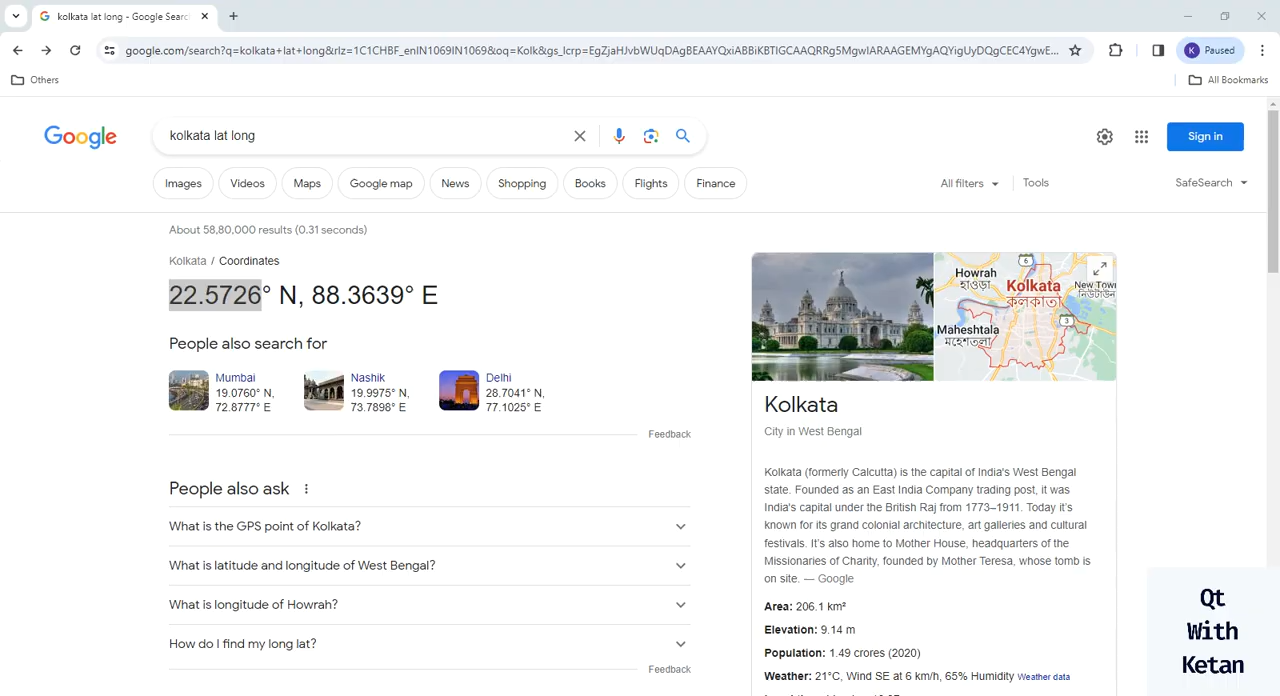 kolkata lat long - Google Searc
google.com/search?q=kolkata+lat+long&rlz=1C1CHBF_enIN1069IN1069&oq=Kolk&gs_lcrp=EgZjaHJvbWUqDAgBEAAYQxiABBiKBTIGCAAQRRg5MgwIARAAGEMYgAQYigUyDQgCEC4YgwE...
K Paused
Others
All Bookmarks
Google
kolkata lat long
Sign in
Images
Videos
Maps
Google map
News
Shopping
Books
Flights
Finance
All filters
Tools
SafeSearch
About 58,80,000 results (0.31 seconds)
Kolkata / Coordinates
22.5726° N, 88.3639° E
People also search for
Mumbai
19.0760° N,
72.8777° E
Nashik
19.9975° N,
73.7898° E
Delhi
28.7041° N,
77.1025° E
Feedback
People also ask
What is the GPS point of Kolkata?
What is latitude and longitude of West Bengal?
What is longitude of Howrah?
How do I find my long lat?
Feedback
6
Howrah
হাওড়া
Kolkata
কলকাতা
New Town
3
Maheshtala
মহেশতলা
Kolkata
City in West Bengal
Kolkata (formerly Calcutta) is the capital of India's West Bengal
state. Founded as an East India Company trading post, it was
India's capital under the British Raj from 1773–1911. Today it's
known for its grand colonial architecture, art galleries and cultural
festivals. It's also home to Mother House, headquarters of the
Missionaries of Charity, founded by Mother Teresa, whose tomb is
on site. — Google
Area: 206.1 km²
Elevation: 9.14 m
Population: 1.49 crores (2020)
Weather: 21°C, Wind SE at 6 km/h, 65% Humidity Weather data
Qt
With
Ketan